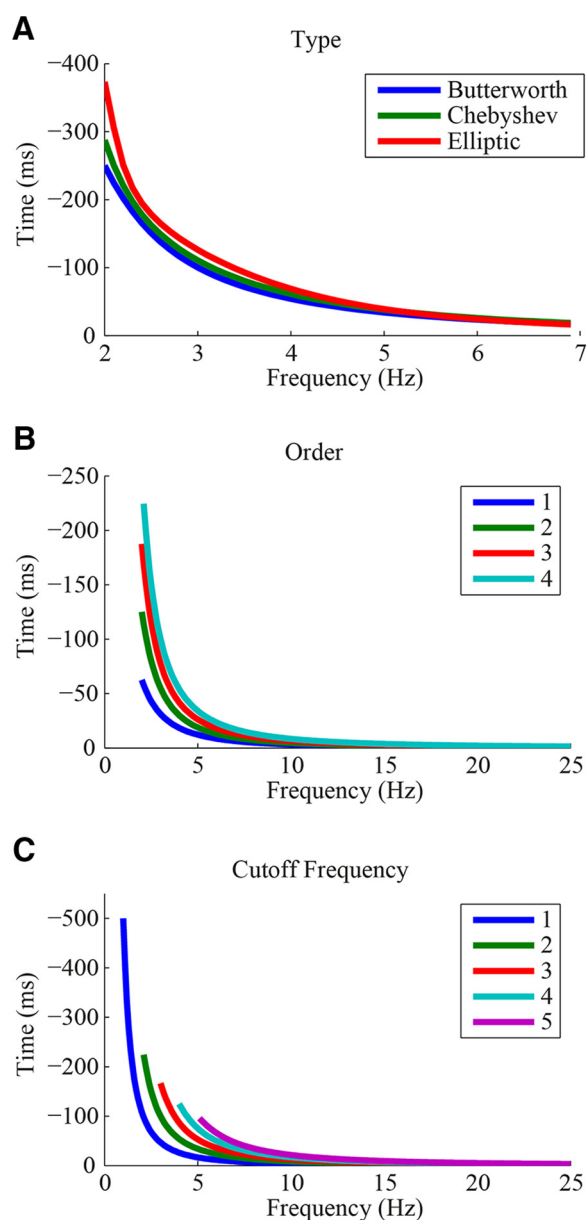 A
Type
−400
−300
−200
−100
0
Time (ms)
Butterworth
Chebyshev
Elliptic
2 3 4 5 6 7
Frequency (Hz)
B
Order
−250
−200
−150
−100
−50
0
Time (ms)
1
2
3
4
0 5 10 15 20 25
Frequency (Hz)
C
Cutoff Frequency
−500
−400
−300
−200
−100
0
Time (ms)
1
2
3
4
5
0 5 10 15 20 25
Frequency (Hz)